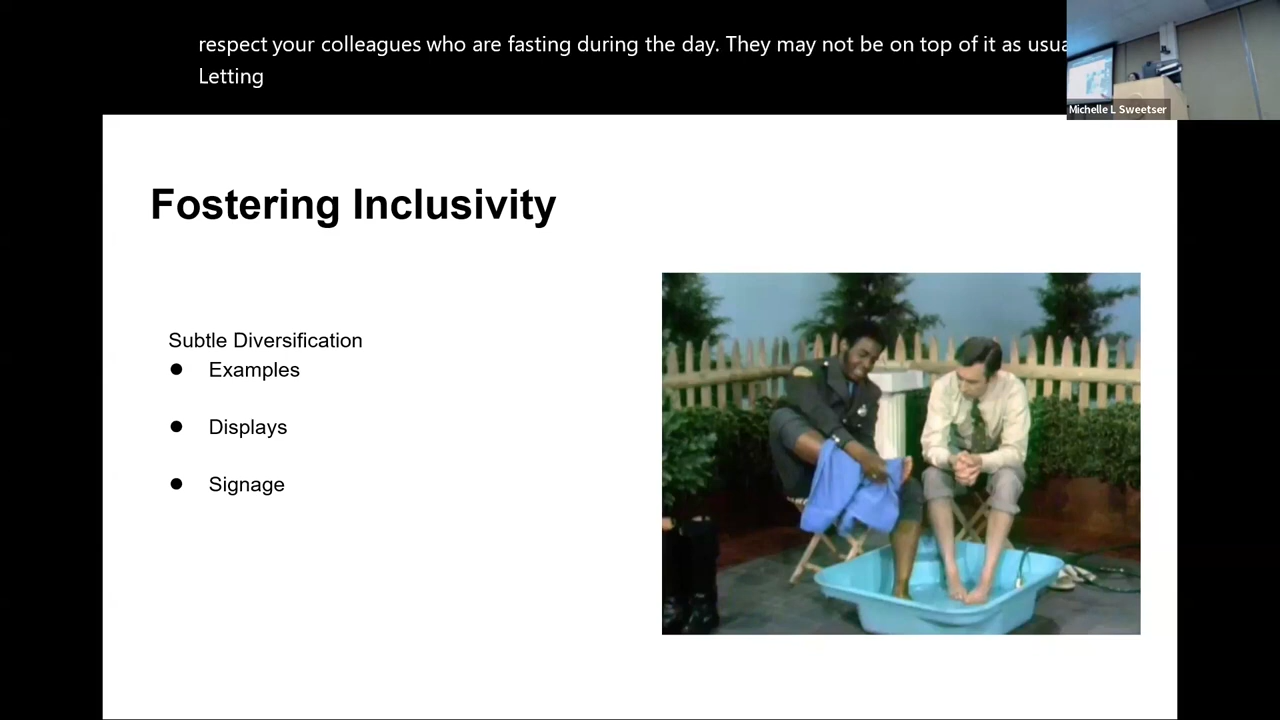 respect your colleagues who are fasting during the day. They may not be on top of it as
Letting
Michelle L Sweetser
Fostering Inclusivity
Subtle Diversification
● Examples
● Displays
● Signage